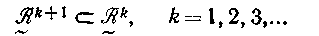 ℛ^{k+1} ⊂ ℛ^k, k = 1, 2, 3,...